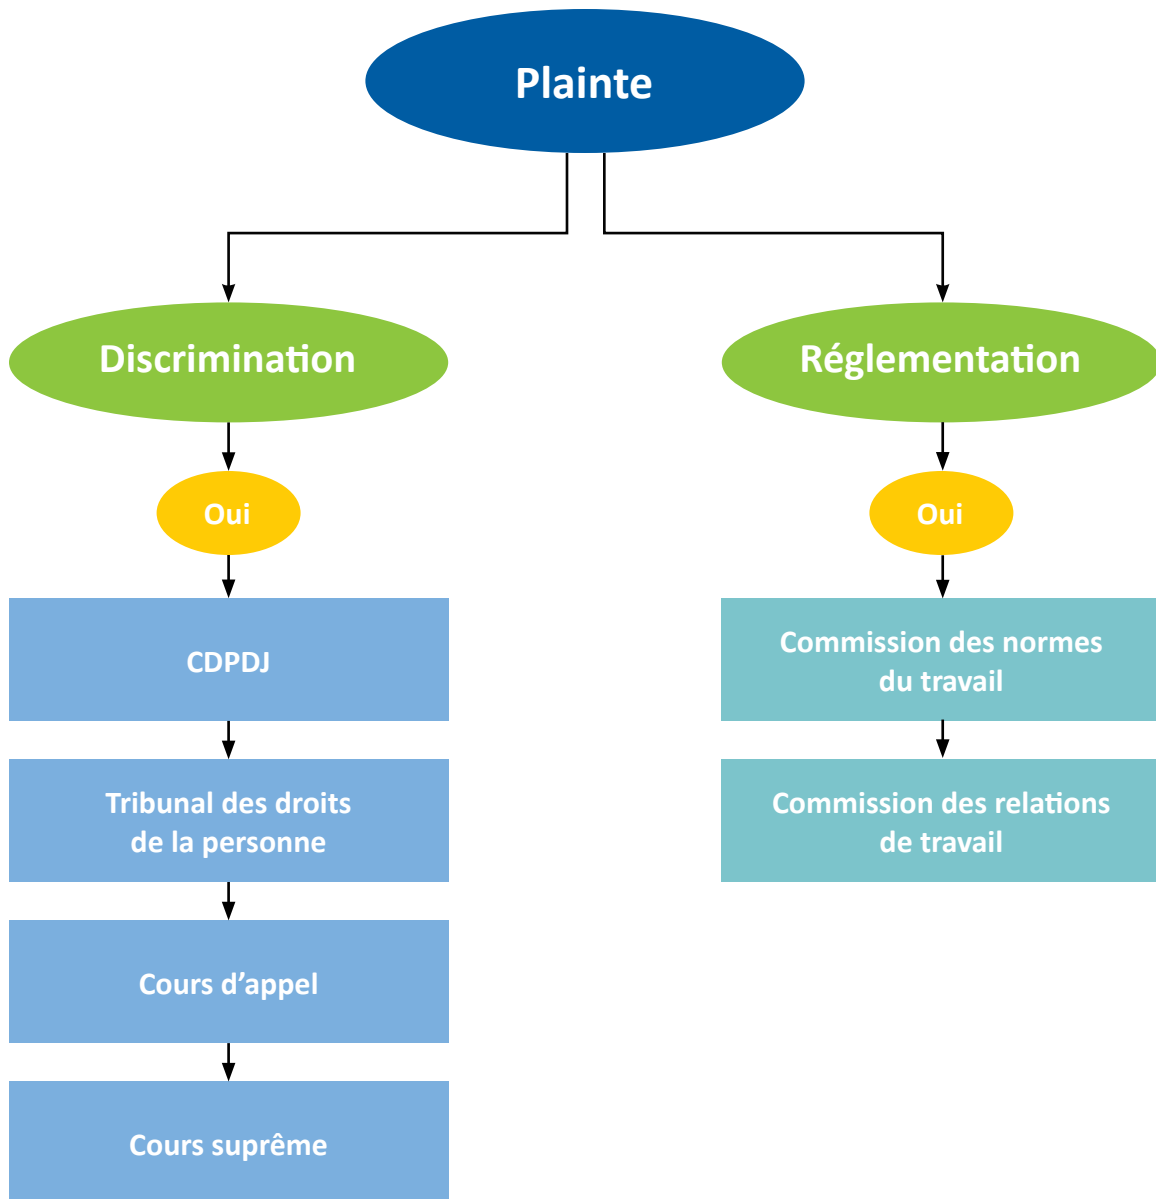 Plainte
Discrimination
Réglementation
Oui
Oui
CDPDJ
Commission des normes
du travail
Tribunal des droits
de la personne
Commission des relations
de travail
Cours d’appel
Cours suprême